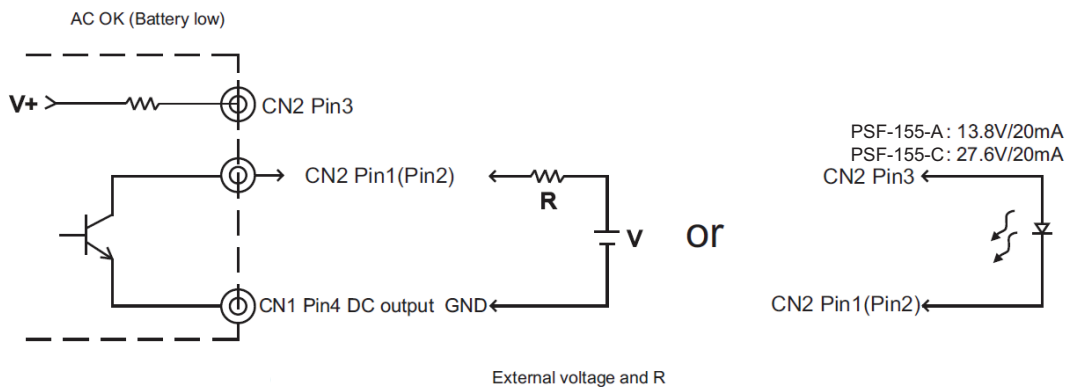 AC OK (Battery low)
V+
CN2 Pin3
CN2 Pin1(Pin2)
R
V
CN1 Pin4 DC output GND
or
PSF-155-A : 13.8V/20mA
PSF-155-C : 27.6V/20mA
CN2 Pin3
CN2 Pin1(Pin2)
External voltage and R